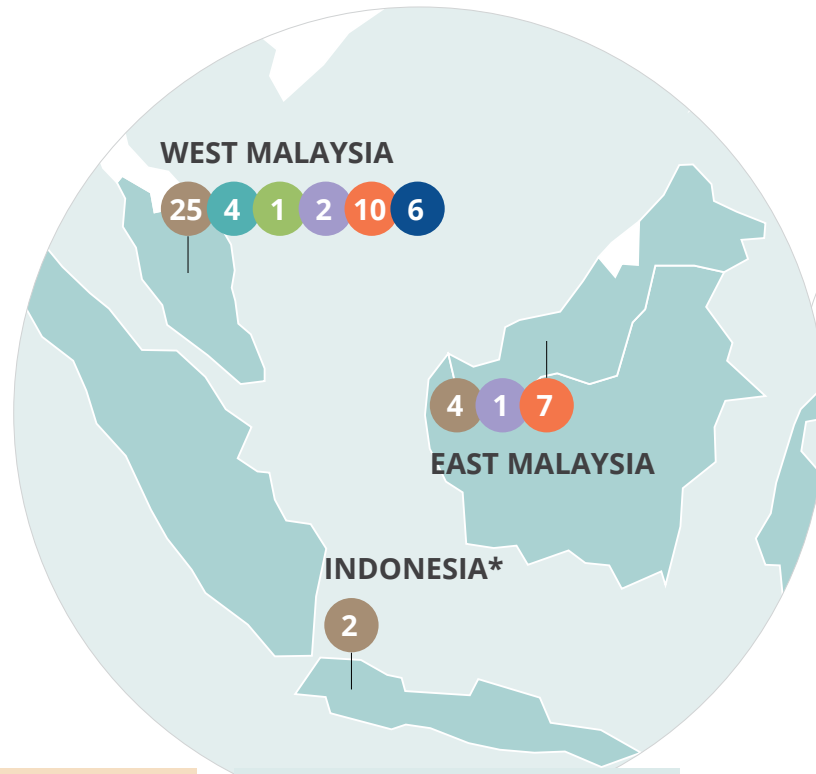 WEST MALAYSIA
25 4 1 2 10 6
4 1 7
EAST MALAYSIA
INDONESIA*
2